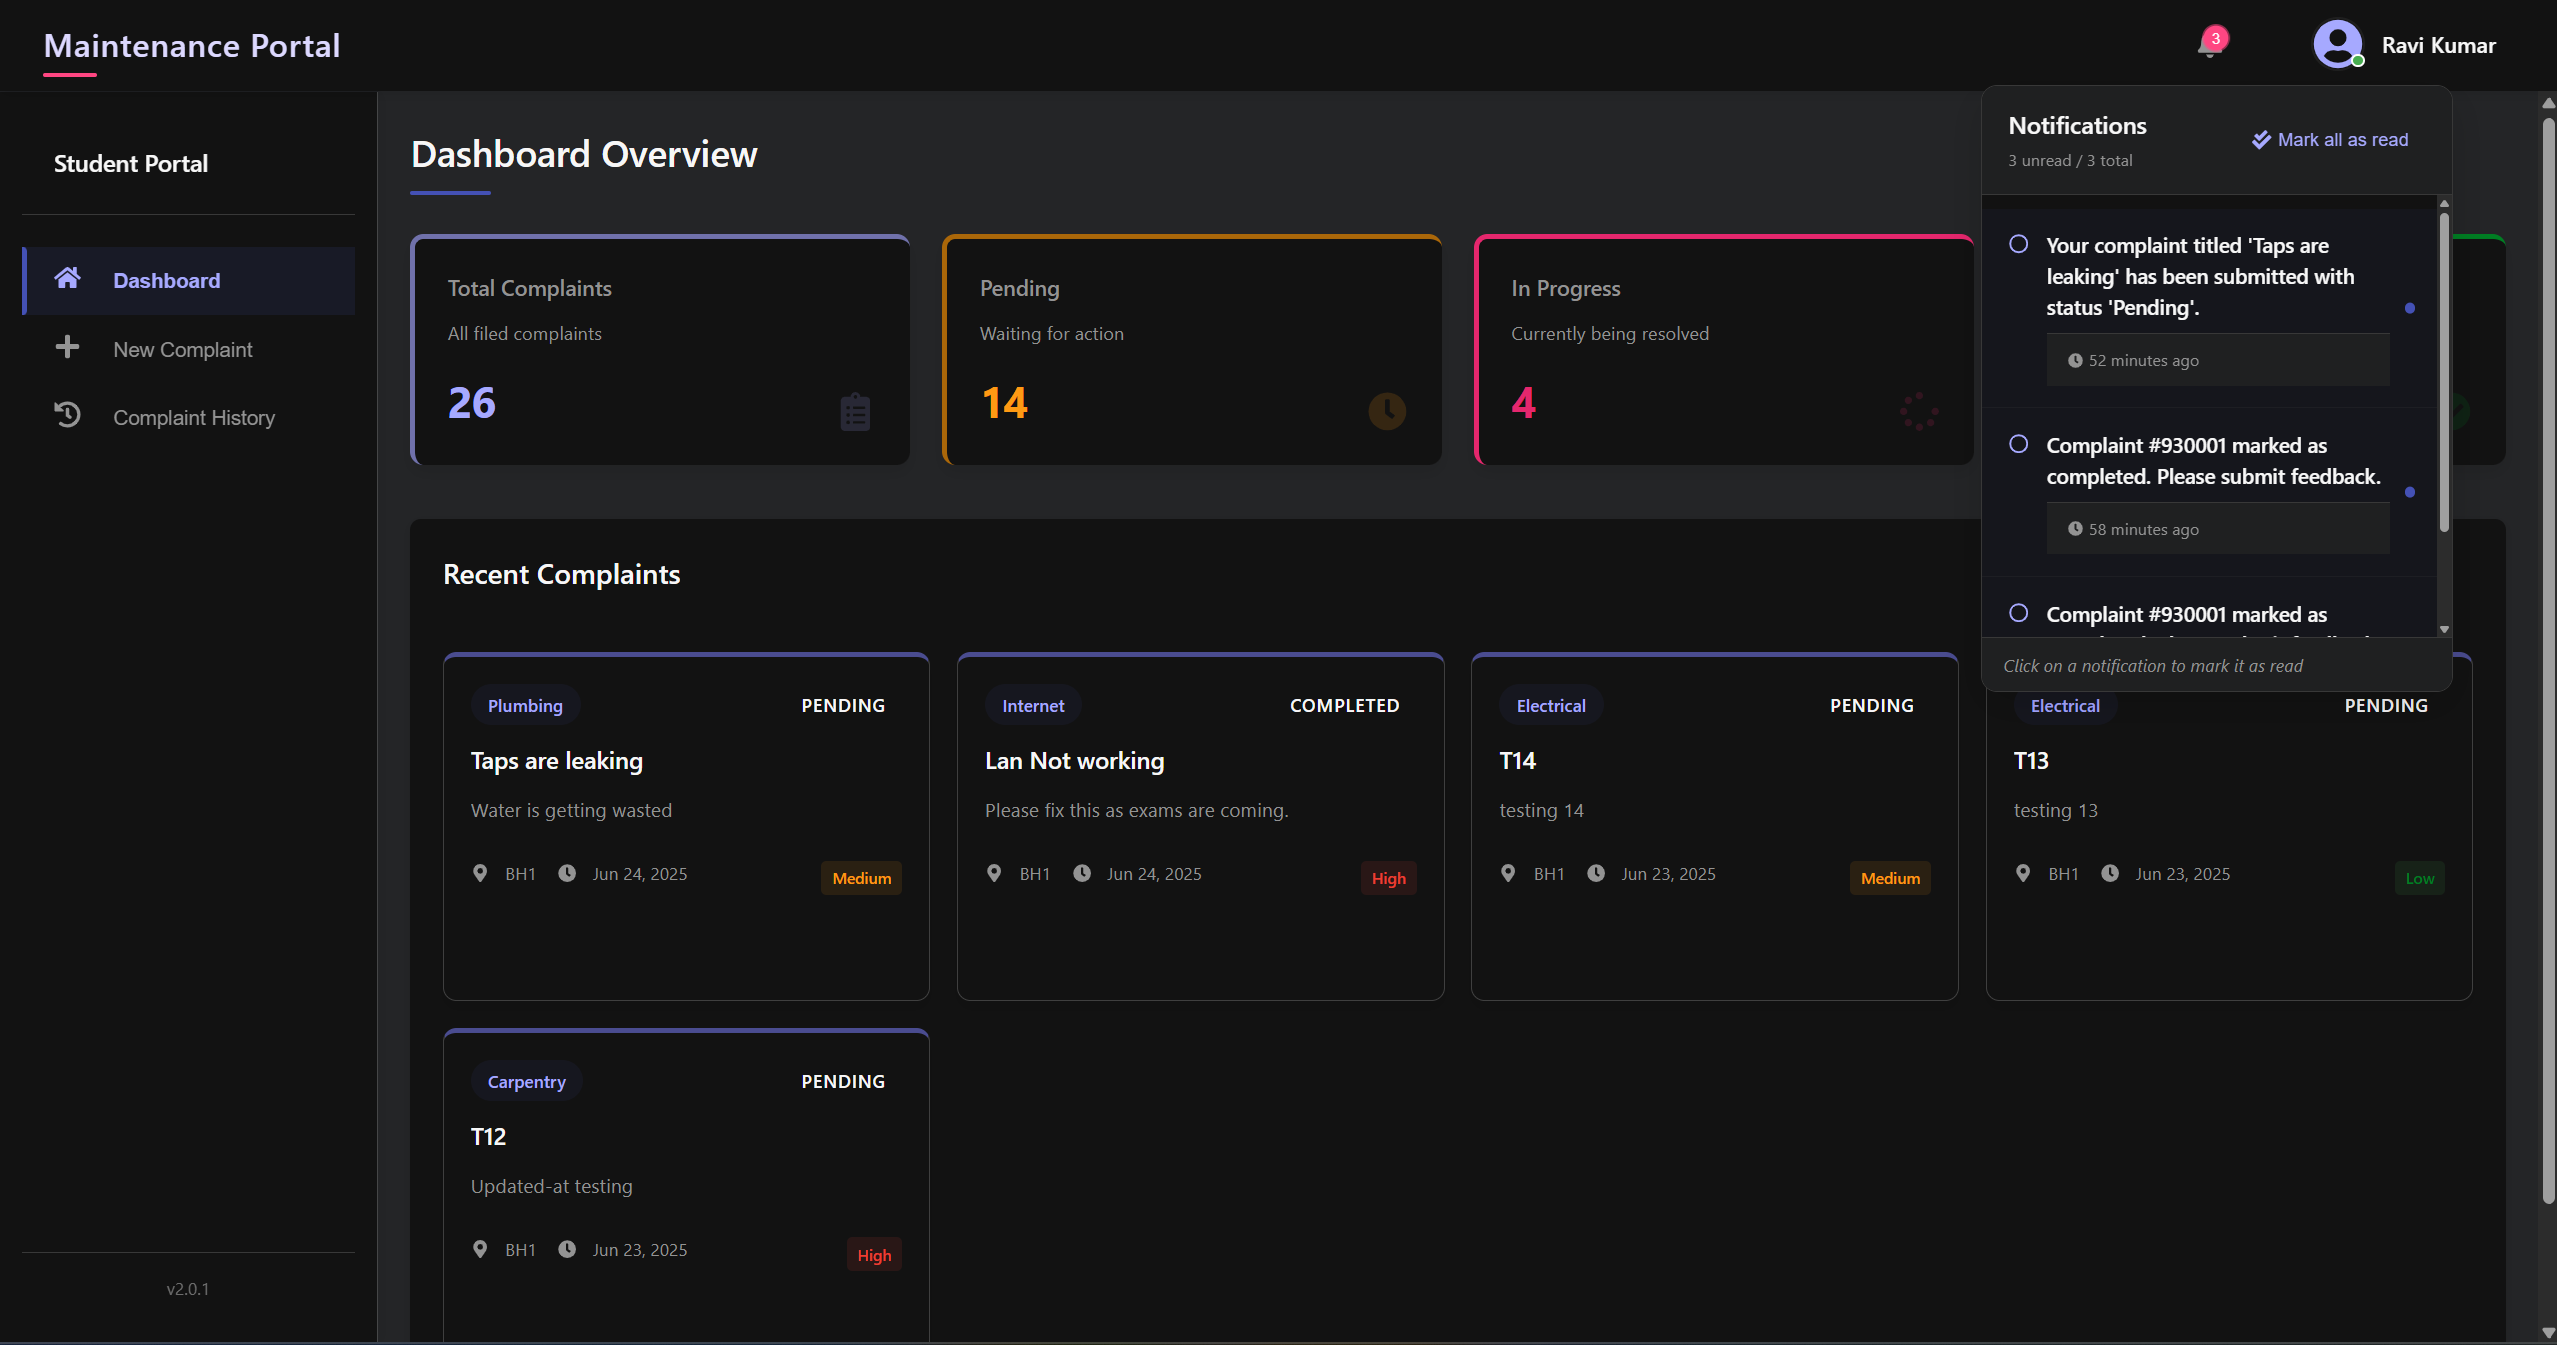 Maintenance Portal
3
Ravi Kumar
Student Portal
Dashboard
New Complaint
Complaint History
v2.0.1
Dashboard Overview
Total Complaints
All filed complaints
26
Pending
Waiting for action
14
In Progress
Currently being resolved
4
Notifications
3 unread / 3 total
Mark all as read
Your complaint titled 'Taps are
leaking' has been submitted with
status 'Pending'.
52 minutes ago
Complaint #930001 marked as
completed. Please submit feedback.
58 minutes ago
Complaint #930001 marked as
Click on a notification to mark it as read
Recent Complaints
Plumbing
PENDING
Taps are leaking
Water is getting wasted
BH1
Jun 24, 2025
Medium
Internet
COMPLETED
Lan Not working
Please fix this as exams are coming.
BH1
Jun 24, 2025
High
Electrical
PENDING
T14
testing 14
BH1
Jun 23, 2025
Medium
Electrical
PENDING
T13
testing 13
BH1
Jun 23, 2025
Low
Carpentry
PENDING
T12
Updated-at testing
BH1
Jun 23, 2025
High